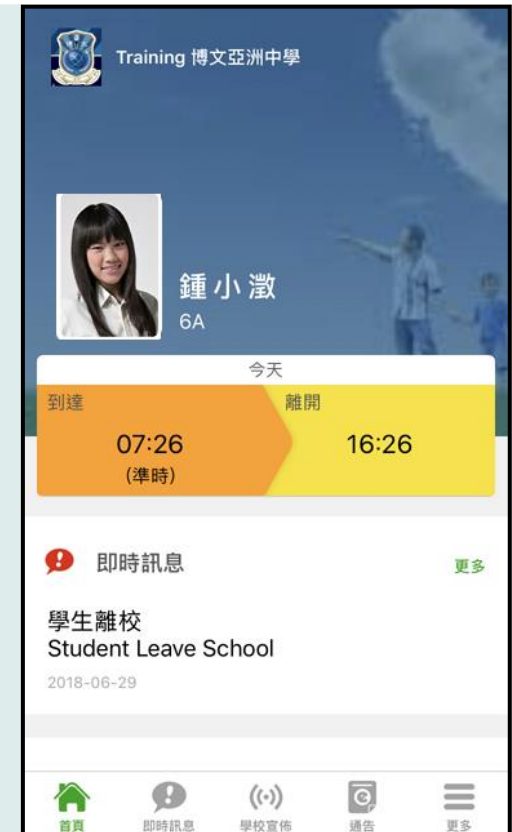 Training 博文亞洲中學
鍾小澂
6A
今天
到達
離開
07:26
16:26
(準時)
即時訊息
更多
學生離校
Student Leave School
2018-06-29
首頁
即時訊息
學校宣佈
通告
更多